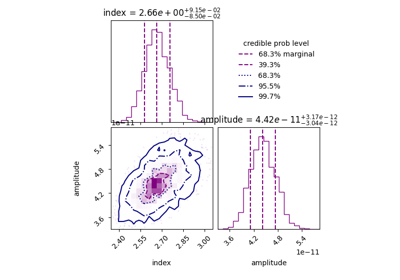 index = 2.66e+00+9.15e−02 −8.50e−02
credible prob level
68.3% marginal
39.3%
68.3%
95.5%
99.7%
1e−11
amplitude = 4.42e−11+3.17e−12 −3.04e−12
amplitude
5.4
4.8
4.2
3.6
2.40
2.55
2.70
2.85
3.00
index
3.6
4.2
4.8
5.4
1e−11
amplitude